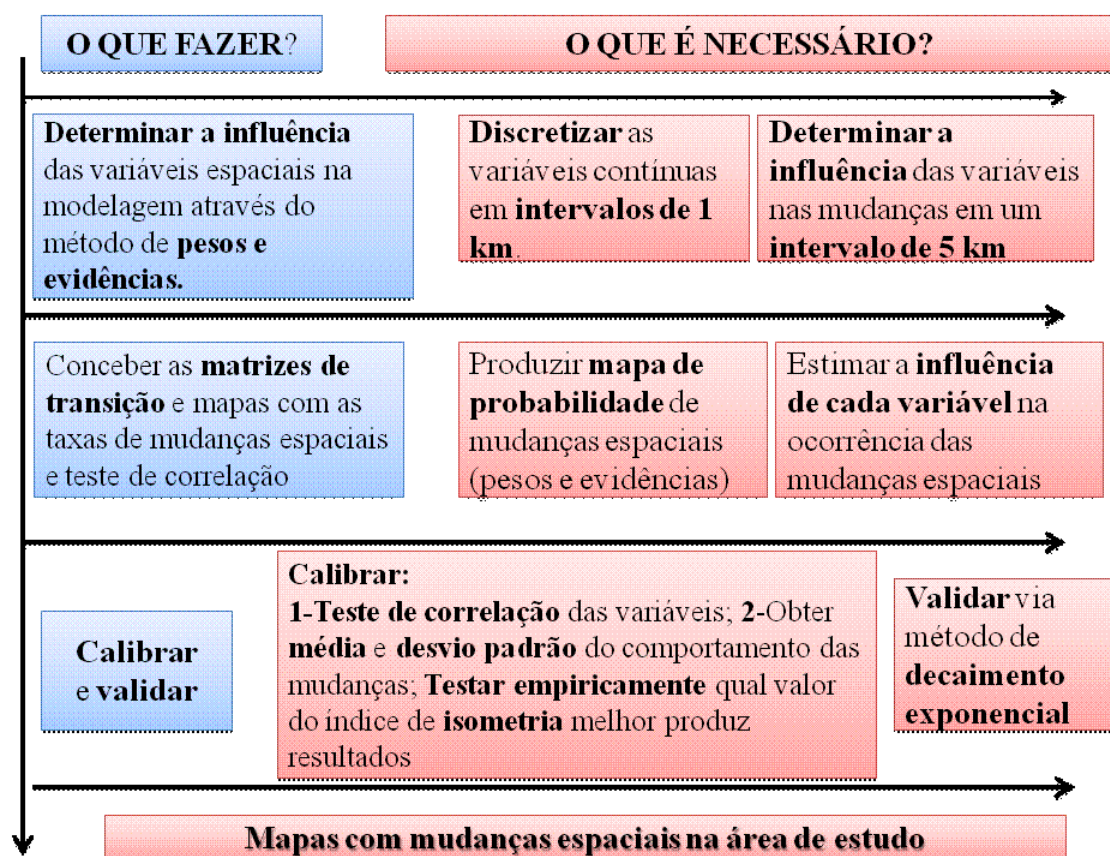 O QUE FAZER?
O QUE É NECESSÁRIO?
Determinar a influência
das variáveis espaciais na
modelagem através do
método de pesos e
evidências.
Discretizar as
variáveis contínuas
em intervalos de 1
km.
Determinar a
influência das variáveis
nas mudanças em um
intervalo de 5 km
Conceber as matrizes de
transição e mapas com as
taxas de mudanças espaciais
e teste de correlação
Produzir mapa de
probabilidade de
mudanças espaciais
(pesos e evidências)
Estimar a influência
de cada variável na
ocorrência das
mudanças espaciais
Calibrar
e validar
Calibrar:
1-Teste de correlação das variáveis; 2-Obter
média e desvio padrão do comportamento das
mudanças; Testar empiricamente qual valor
do índice de isometria melhor produz
resultados
Validar via
método de
decaimento
exponencial
Mapas com mudanças espaciais na área de estudo